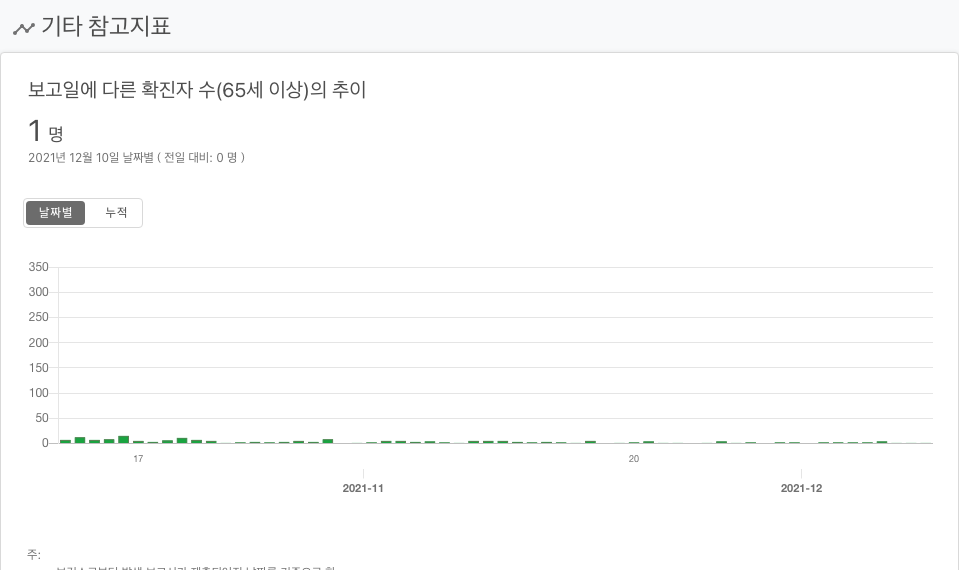 기타 참고지표
보고일에 다른 확진자 수(65세 이상)의 추이
1 명
2021년 12월 10일 날짜별 ( 전일 대비: 0 명 )
날짜별 누적
350
300
250
200
150
100
50
0
17 20
2021-11 2021-12
주: